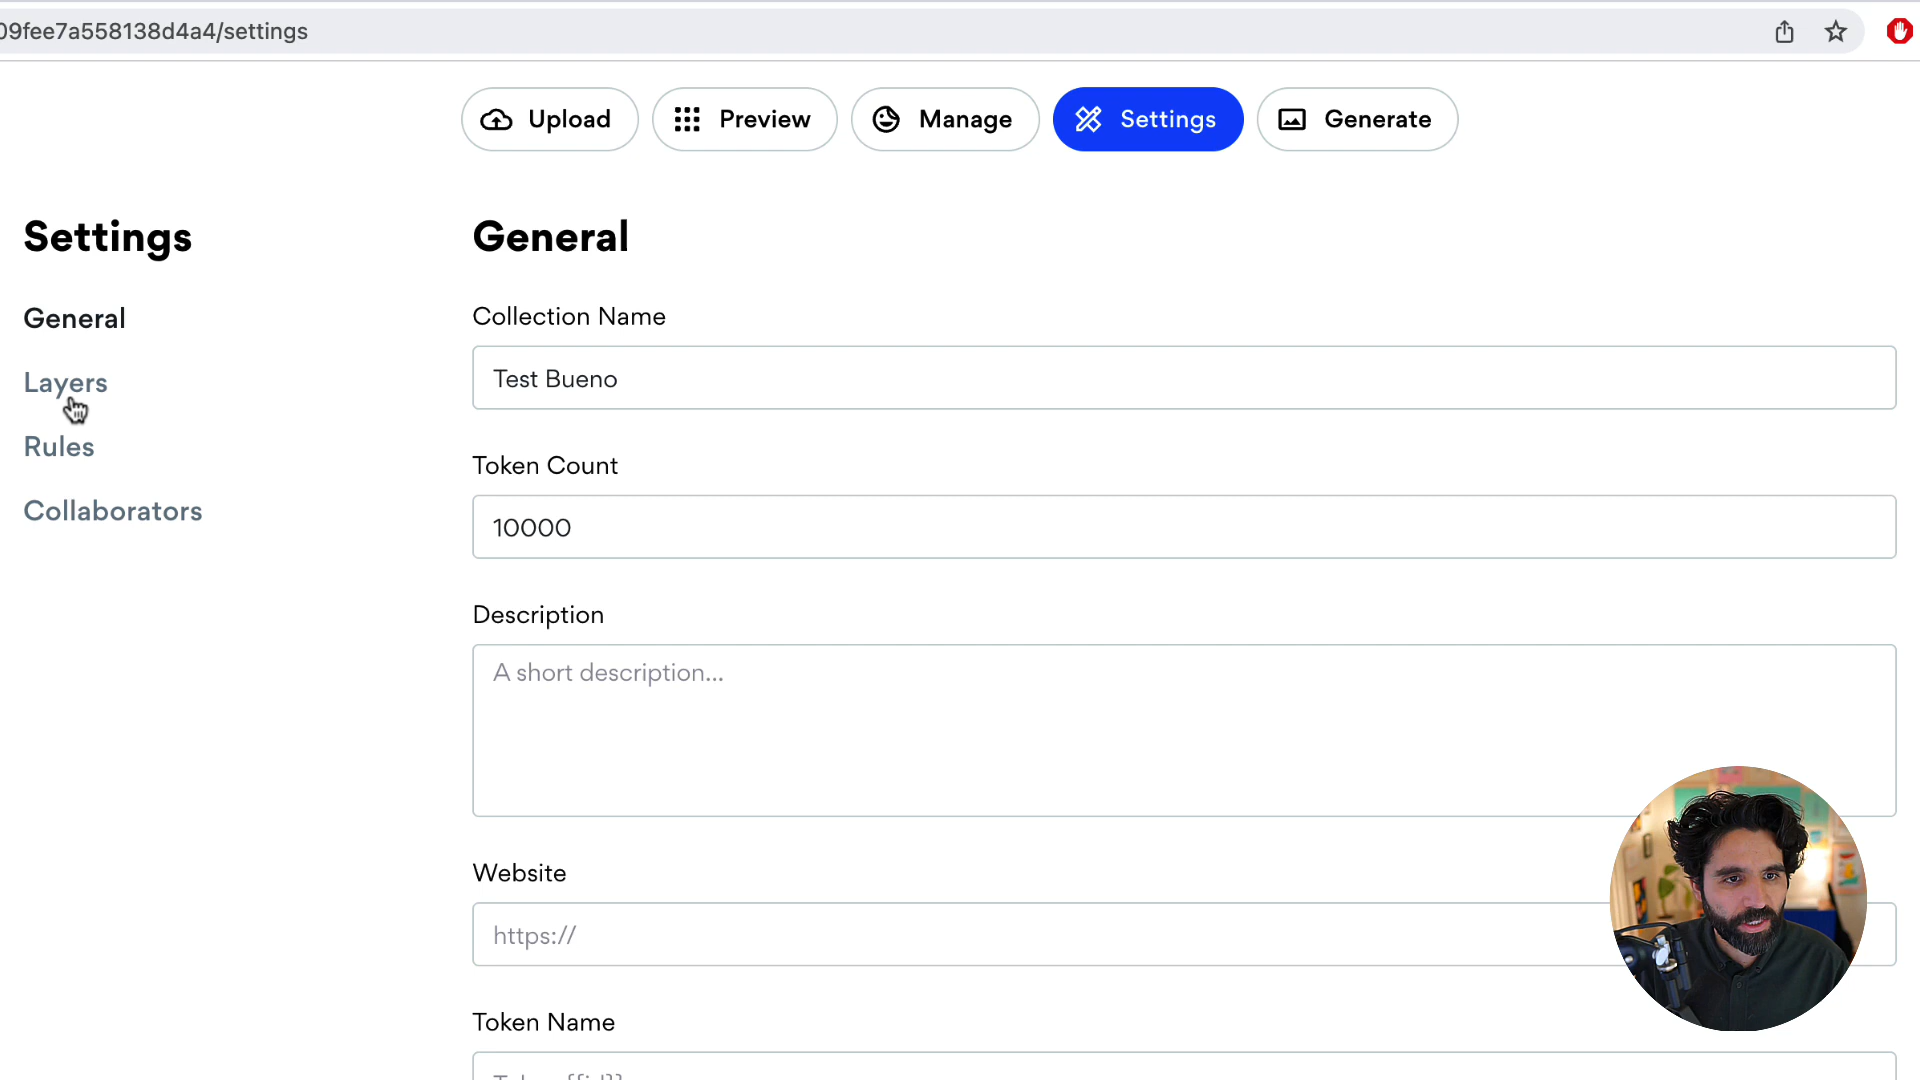 09fee7a558138d4a4/settings
Upload
Preview
Manage
Settings
Generate
Settings
General
Layers
Rules
Collaborators
General
Collection Name
Test Bueno
Token Count
10000
Description
A short description...
Website
https://
Token Name